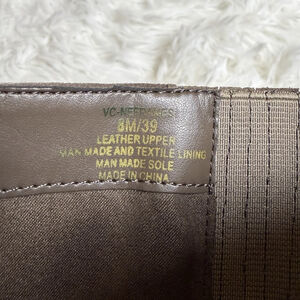 8M/39
LEATHER UPPER
MAN MADE AND TEXTILE LINING
MAN MADE SOLE
MADE IN CHINA